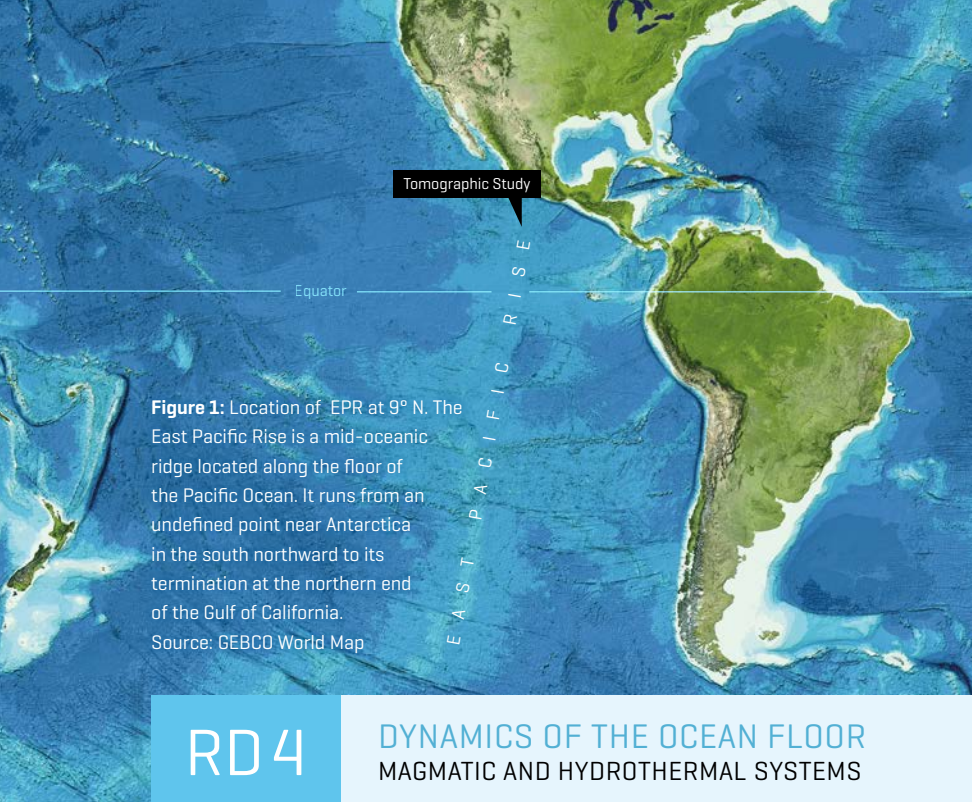 Tomographic Study
Equator
EAST PACIFIC RISE
Figure 1: Location of EPR at 9° N. The
East Pacific Rise is a mid-oceanic
ridge located along the floor of
the Pacific Ocean. It runs from an
undefined point near Antarctica
in the south northward to its
termination at the northern end
of the Gulf of California.
Source: GEBCO World Map
RD 4
DYNAMICS OF THE OCEAN FLOOR
MAGMATIC AND HYDROTHERMAL SYSTEMS